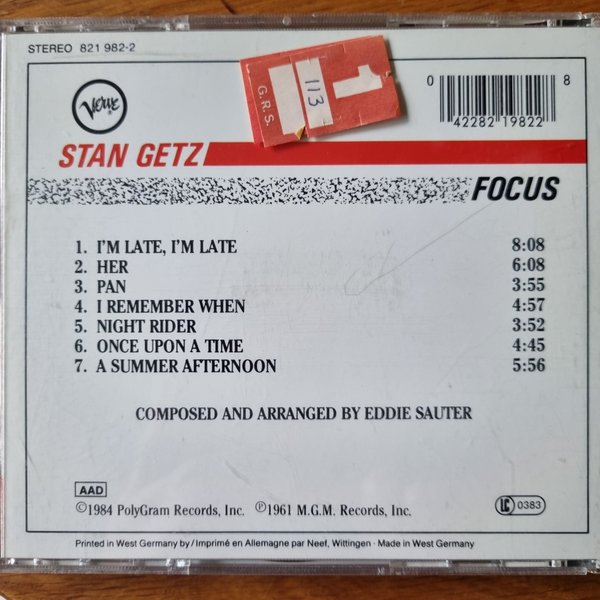 STEREO 821 982-2
Verve
G.R.S.
113
1
0 42282 19822 8
STAN GETZ
FOCUS
1. I'M LATE, I'M LATE 8:08
2. HER 6:08
3. PAN 3:55
4. I REMEMBER WHEN 4:57
5. NIGHT RIDER 3:52
6. ONCE UPON A TIME 4:45
7. A SUMMER AFTERNOON 5:56
COMPOSED AND ARRANGED BY EDDIE SAUTER
AAD
©1984 PolyGram Records, Inc. ℗1961 M.G.M. Records, Inc.
LC 0383
Printed in West Germany by / Imprimé en Allemagne par Neef, Wittingen · Made in West Germany